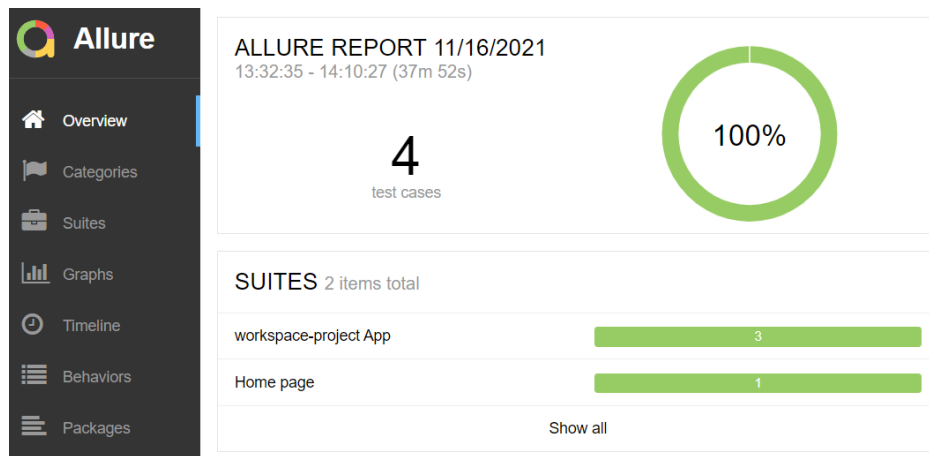 Allure
Overview
Categories
Suites
Graphs
Timeline
Behaviors
Packages
ALLURE REPORT 11/16/2021
13:32:35 - 14:10:27 (37m 52s)
4
test cases
100%
SUITES 2 items total
workspace-project App 3
Home page 1
Show all